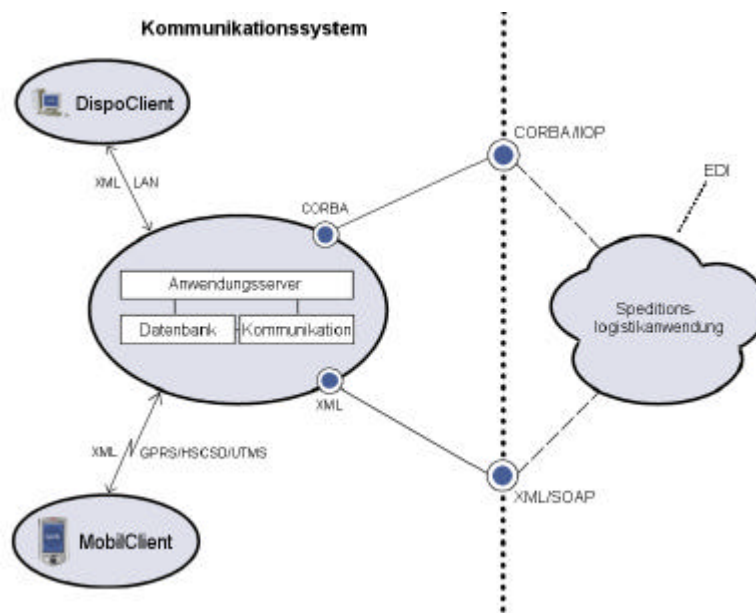 Kommunikationssystem
DispoClient
CORBA/IIOP
EDI
XML LAN
CORBA
Anwendungsserver
Datenbank
Kommunikation
Speditions-
logistikanwendung
XML
XML GPRS/HSCSD/UTMS
XML/SOAP
MobilClient